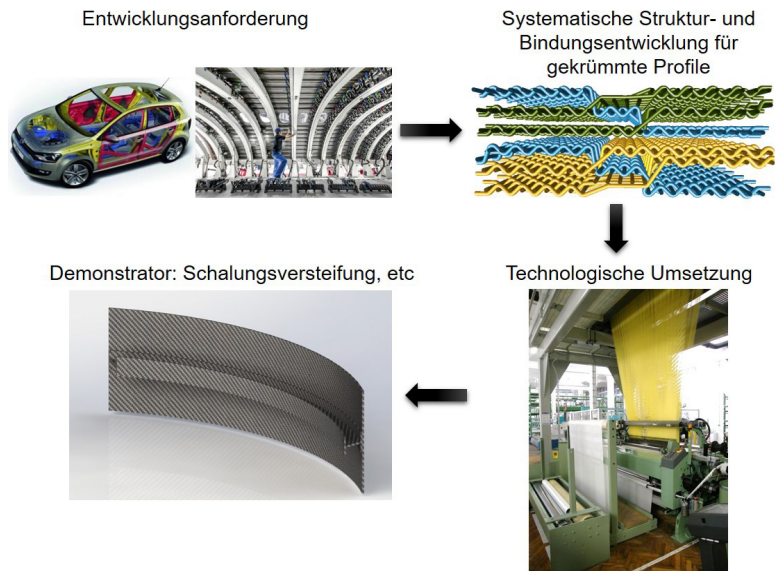 Entwicklungsanforderung
Systematische Struktur- und
Bindungsentwicklung für
gekrümmte Profile
Demonstrator: Schalungsversteifung, etc
Technologische Umsetzung